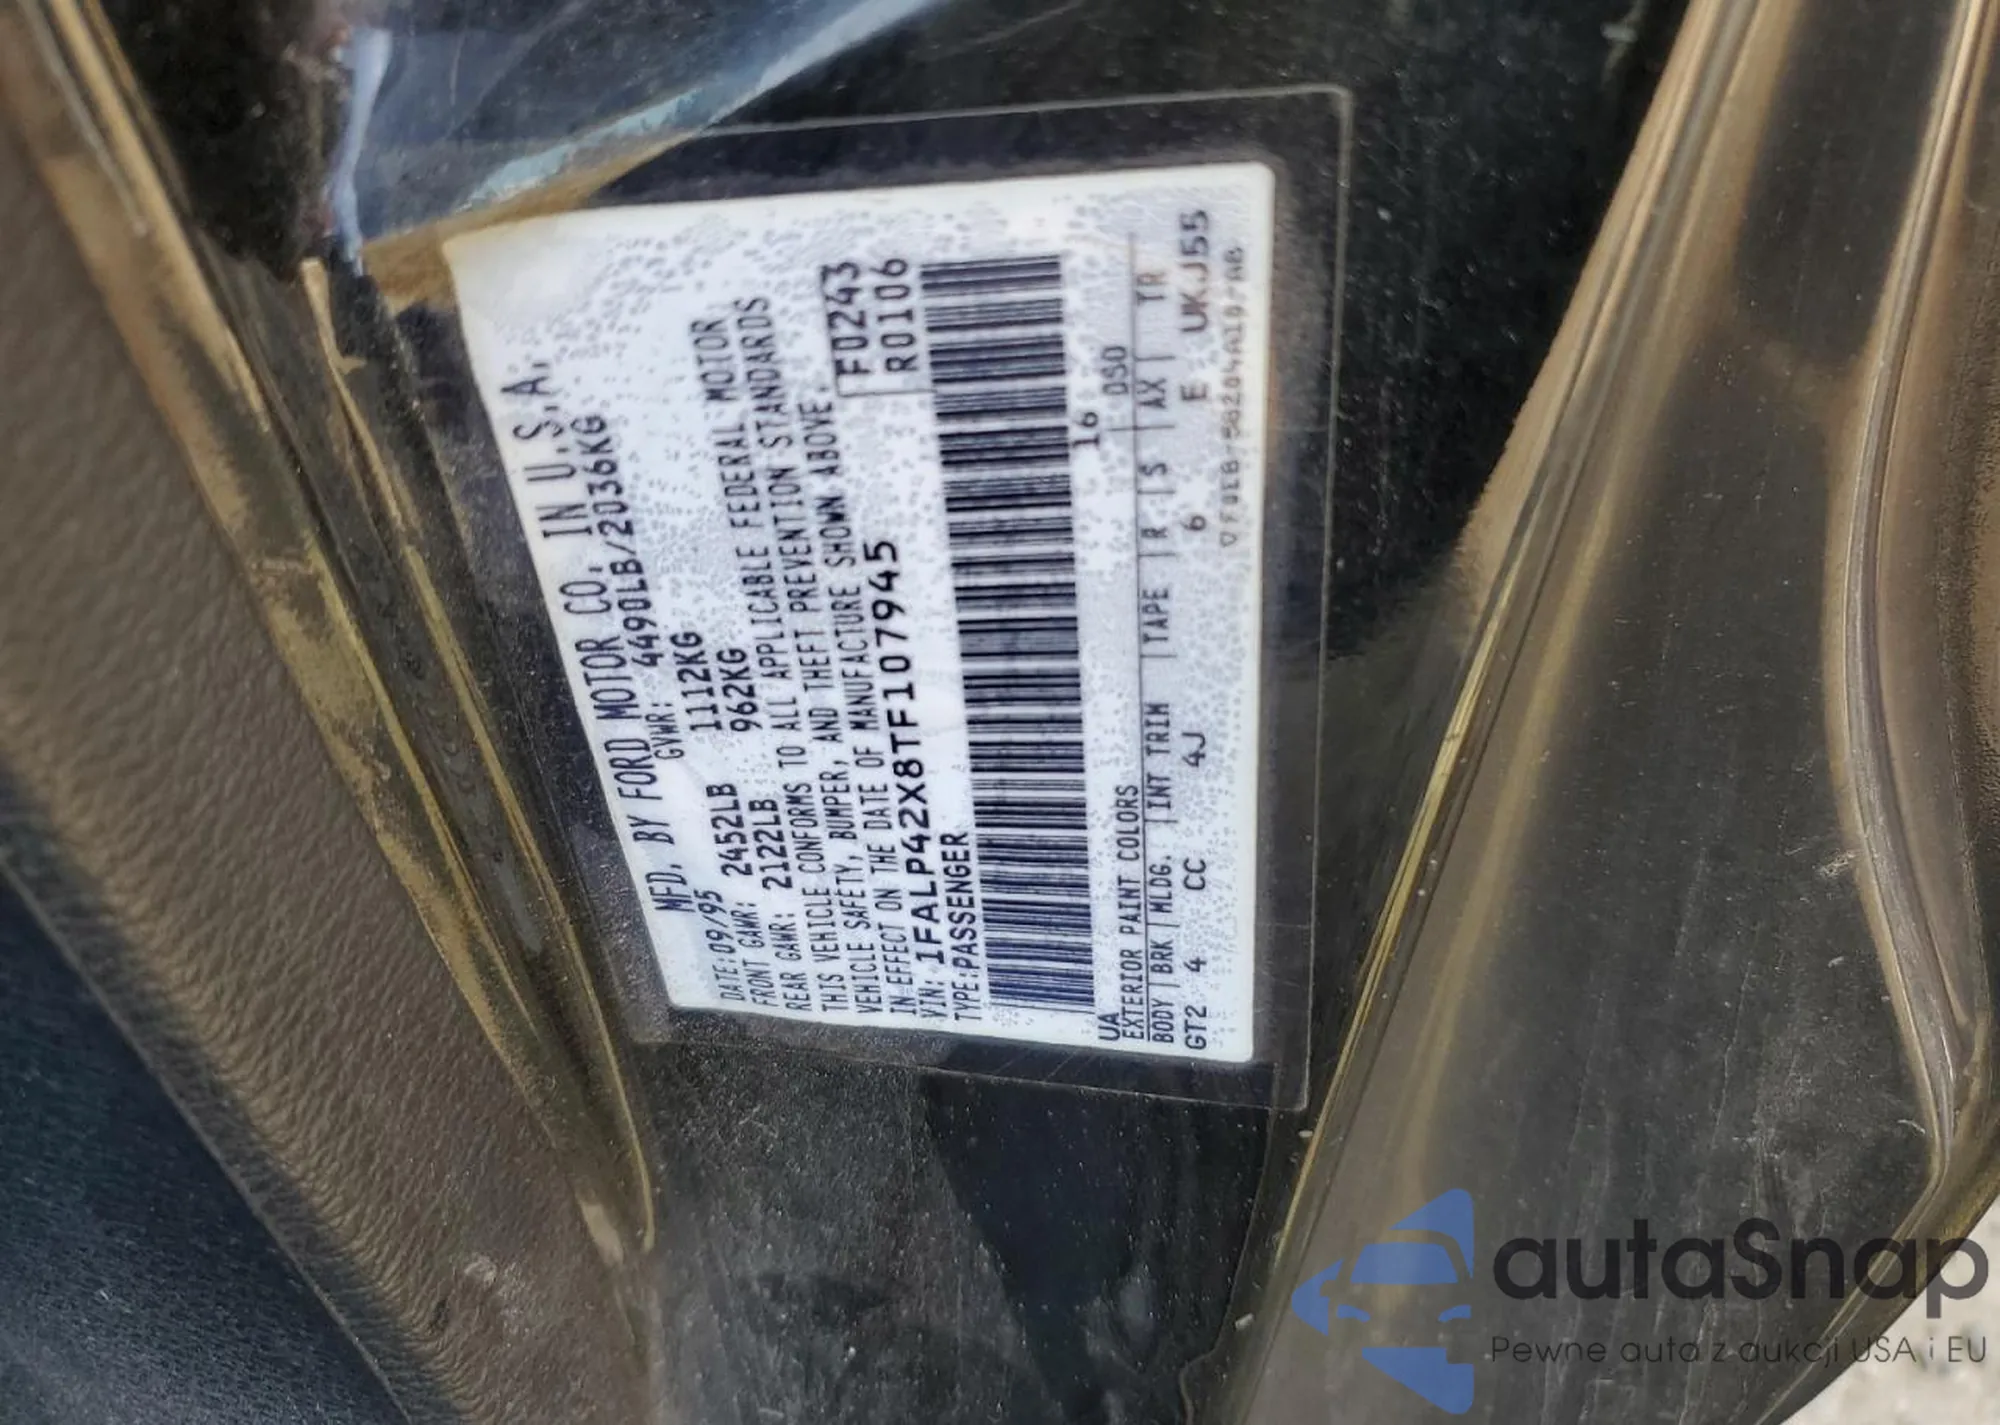 MFD. BY FORD MOTOR CO. IN U.S.A.
DATE: 09/95 GVWR: 4490LB/2036KG
FRONT GAWR: 2452LB 1112KG
REAR GAWR: 2122LB 962KG
THIS VEHICLE CONFORMS TO ALL APPLICABLE FEDERAL MOTOR
VEHICLE SAFETY, BUMPER, AND THEFT PREVENTION STANDARDS
IN EFFECT ON THE DATE OF MANUFACTURE SHOWN ABOVE.
VIN: 1FALP42X8TF107945 F0243
TYPE: PASSENGER R0106
UA 16 DSO
EXTERIOR PAINT COLORS
BODY BRK MLDG. INT TRIM TAPE R S AX TR
GT2 4 CC 4J 6 E UKJ55
autaSnap
Pewne auta z aukcji USA i EU